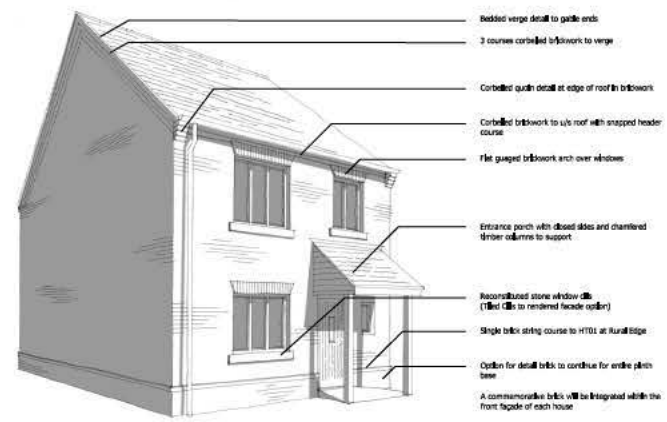 Bedded verge detail to gable ends
3 courses corbelled brickwork to verge
Corbelled quoin detail at edge of roof in brickwork
Corbelled brickwork to u/s roof with snapped header
course
Flat guaged brickwork arch over windows
Entrance porch with closed sides and chamfered
timber columns to support
Reconstituted stone window cills
(Tiled Cills to rendered facade option)
Single brick string course to HT01 at Rural Edge
Option for detail brick to continue for entire plinth
base
A commemorative brick will be integrated within the
front façade of each house